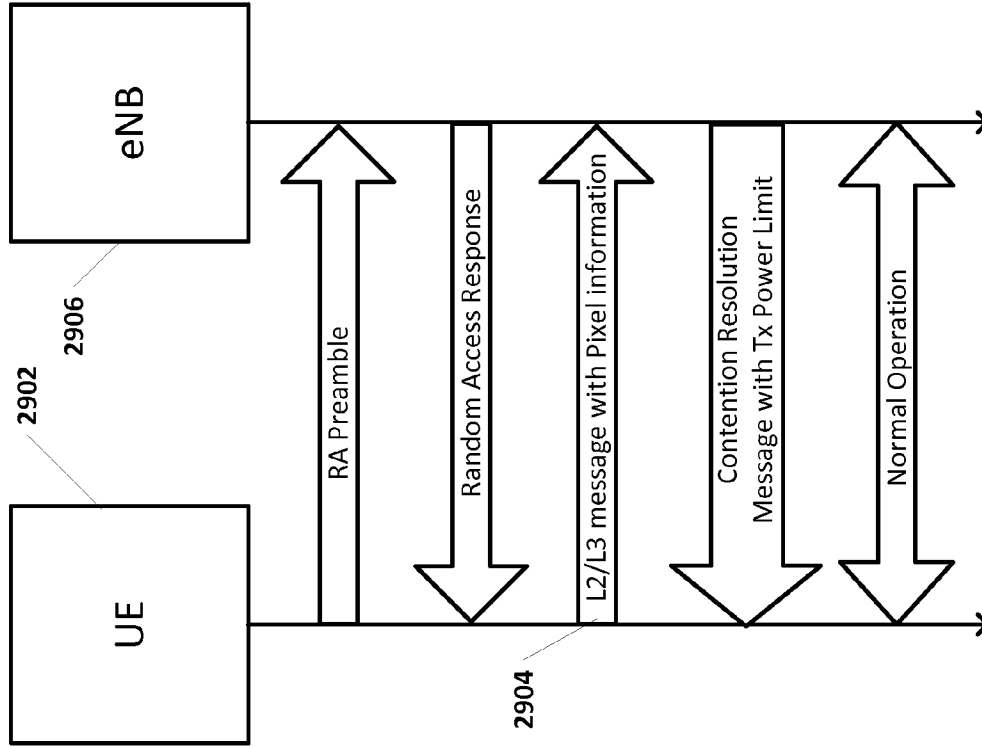 2902
2906
UE
eNB
RA Preamble
Random Access Response
2904
L2/L3 message with Pixel information
Contention Resolution
Message with Tx Power Limit
Normal Operation